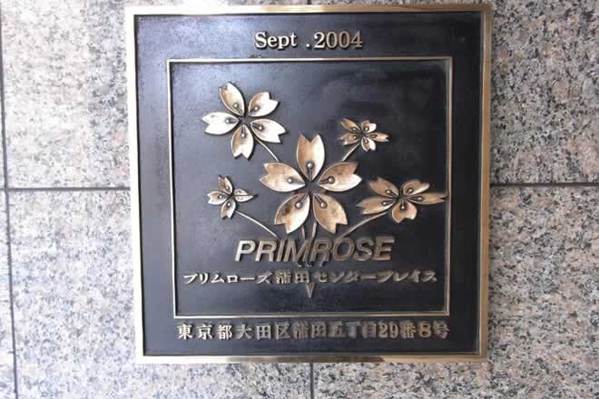 Sept .2004
PRIMROSE
プリムローズ蒲田センタープレイス
東京都大田区蒲田五丁目29番8号